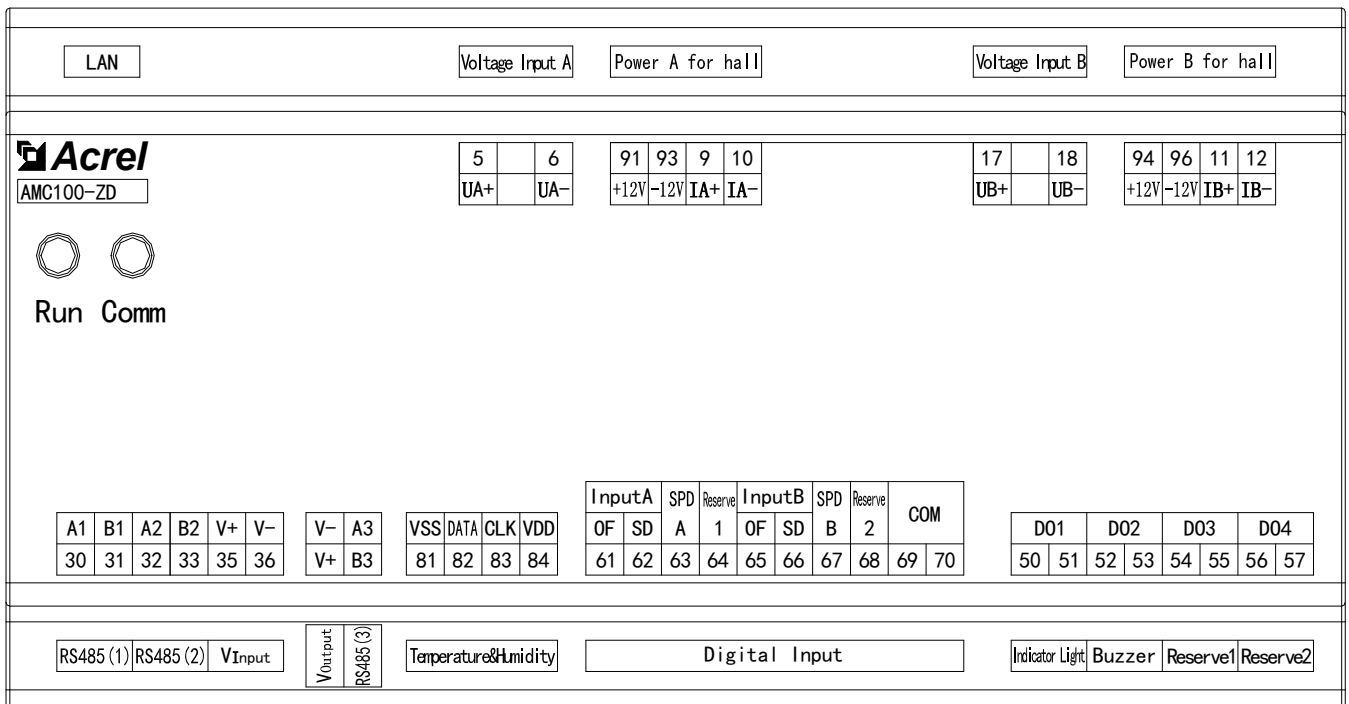 LAN Voltage Input A Power A for hall Voltage Input B Power B for hall
Acrel
AMC100-ZD
5 6 91 93 9 10 17 18 94 96 11 12
UA+ UA- +12V -12V IA+ IA- UB+ UB- +12V -12V IB+ IB-
Run Comm
InputA SPD Reserve InputB SPD Reserve COM
A1 B1 A2 B2 V+ V- V- A3 VSS DATA CLK VDD OF SD A 1 OF SD B 2 DO1 DO2 DO3 DO4
30 31 32 33 35 36 V+ B3 81 82 83 84 61 62 63 64 65 66 67 68 69 70 50 51 52 53 54 55 56 57
RS485(1) RS485(2) VInput VOutput RS485(3) Temperature&Humidity Digital Input Indicator Light Buzzer Reserve1 Reserve2